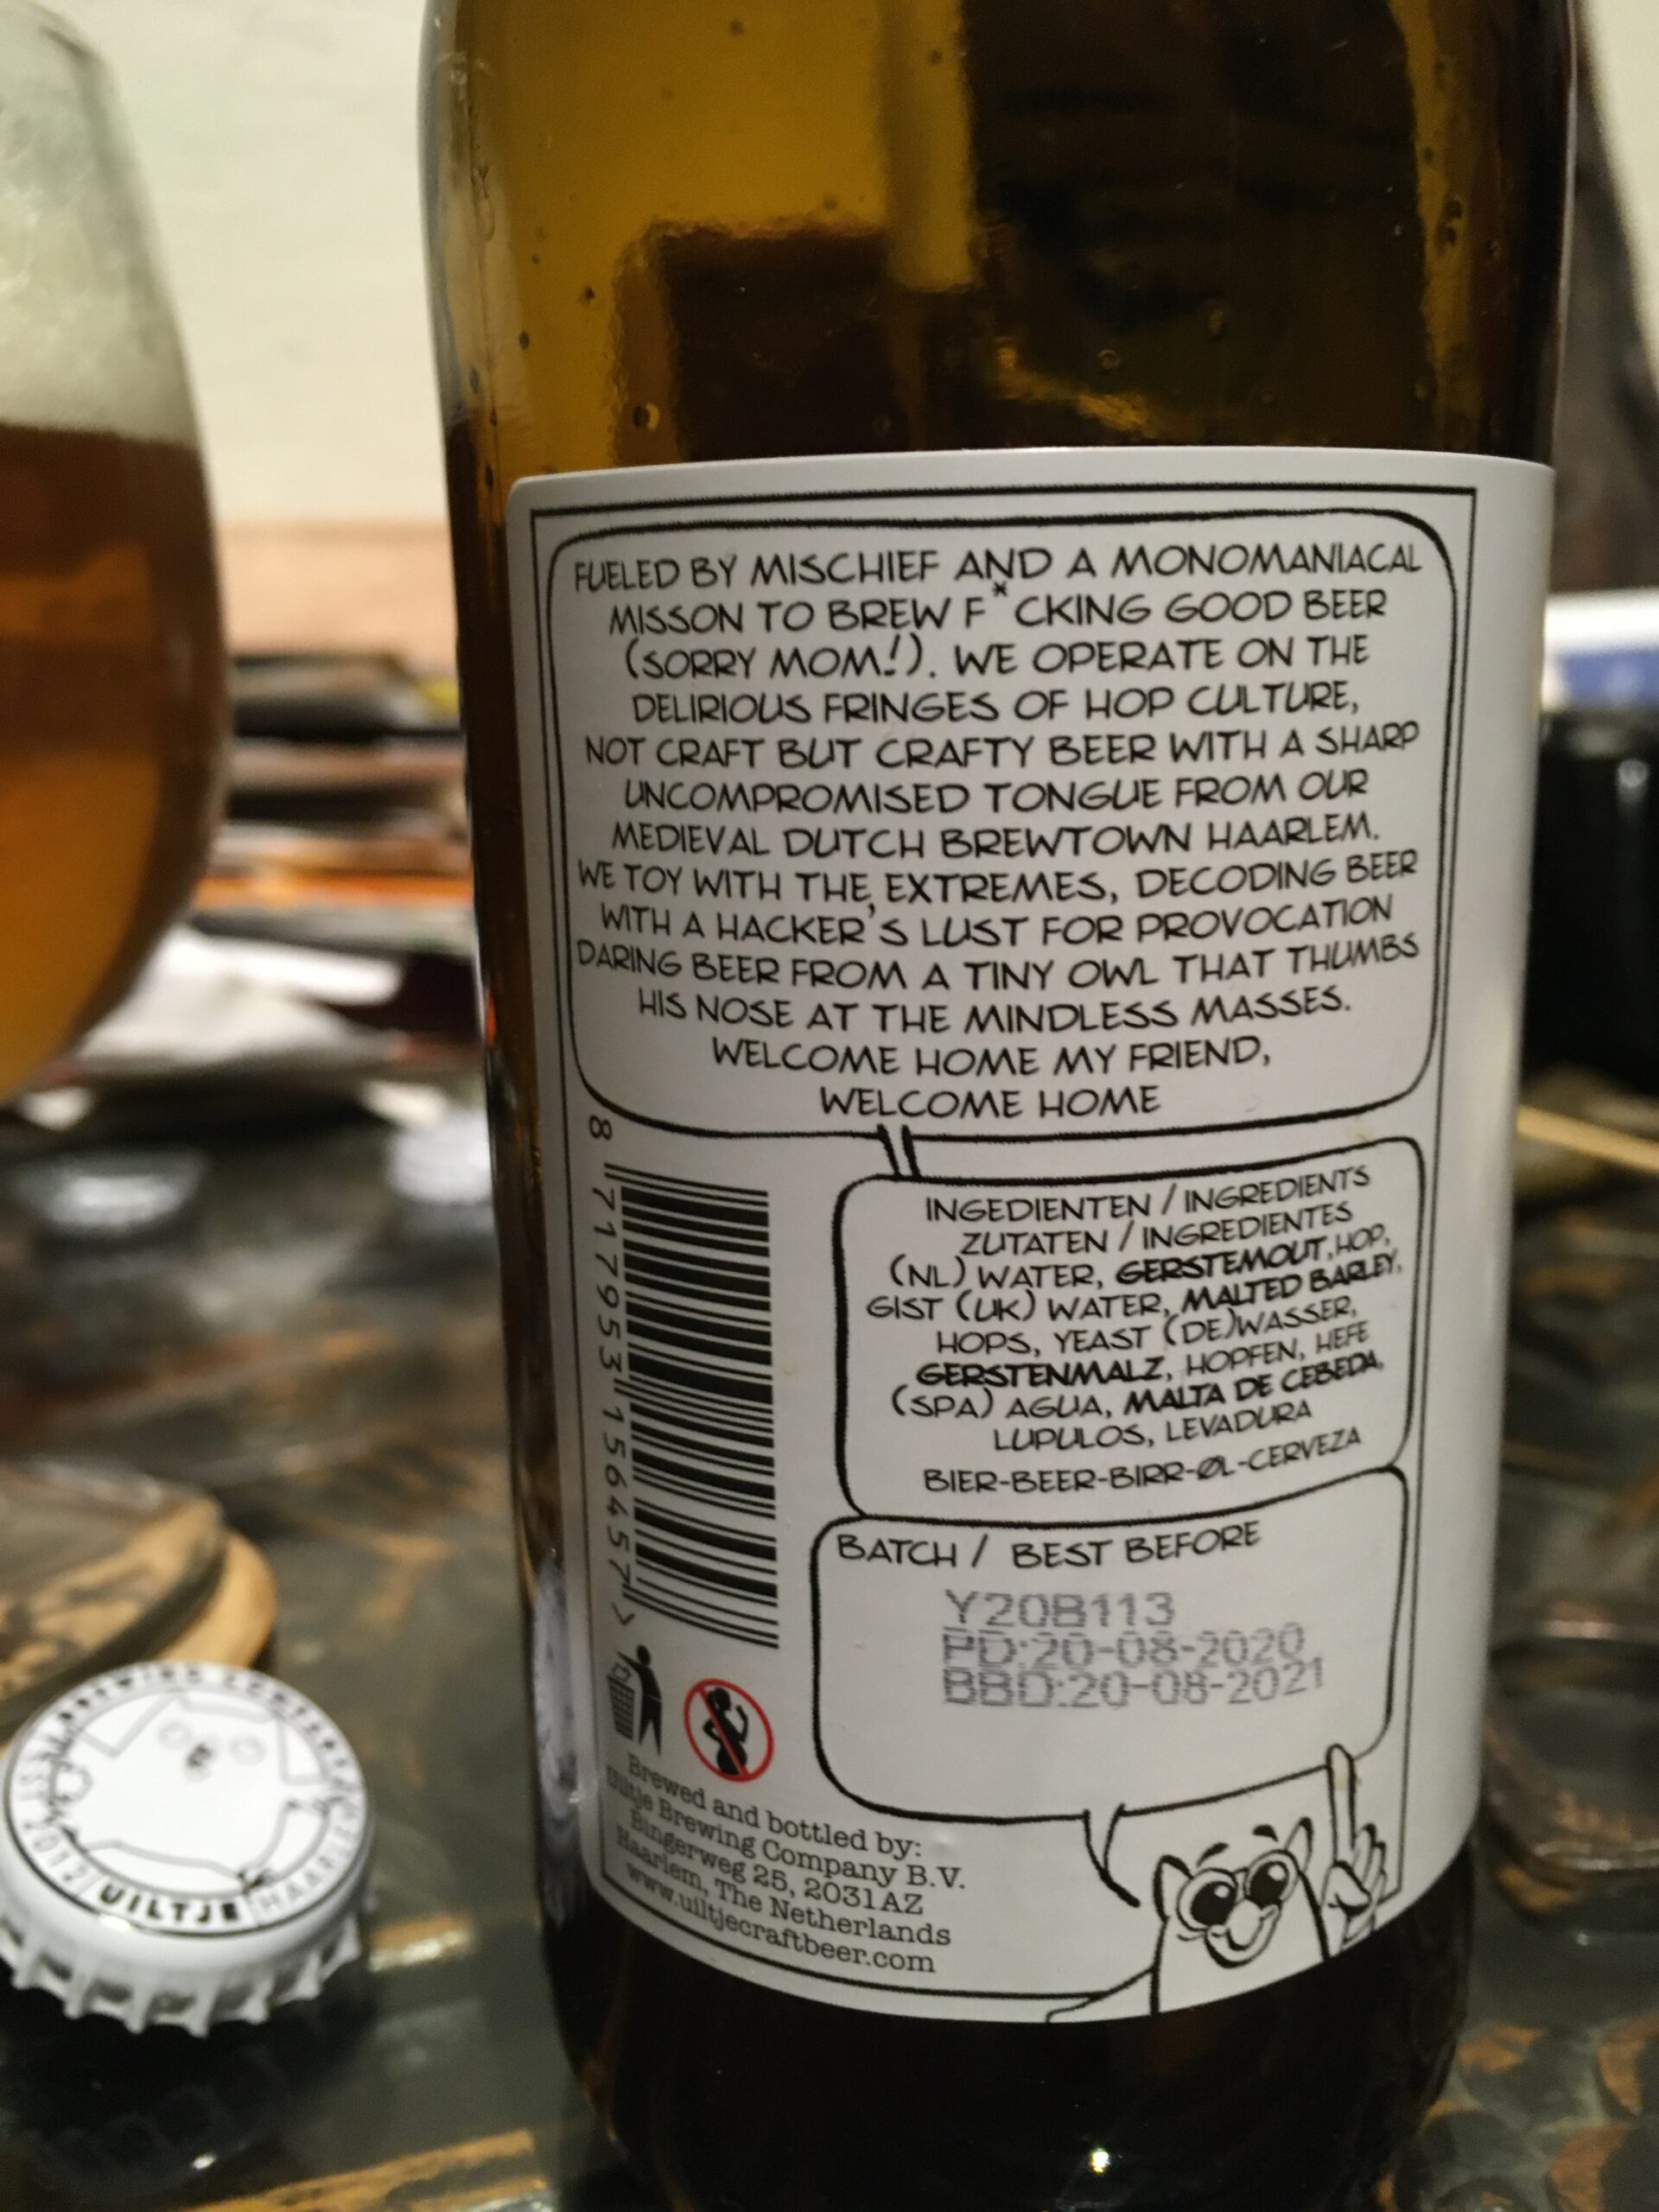 FUELED BY MISCHIEF AND A MONOMANIACAL
MISSON TO BREW F*CKING GOOD BEER
(SORRY MOM!). WE OPERATE ON THE
DELIRIOUS FRINGES OF HOP CULTURE,
NOT CRAFT BUT CRAFTY BEER WITH A SHARP
UNCOMPROMISED TONGUE FROM OUR
MEDIEVAL DUTCH BREWTOWN HAARLEM.
WE TOY WITH THE EXTREMES, DECODING BEER
WITH A HACKER'S LUST FOR PROVOCATION
DARING BEER FROM A TINY OWL THAT THUMBS
HIS NOSE AT THE MINDLESS MASSES.
WELCOME HOME MY FRIEND,
WELCOME HOME
8 717953 156457 >
INGEDIENTEN / INGREDIENTS
ZUTATEN / INGREDIENTES
(NL) WATER, GERSTEMOUT, HOP,
GIST (UK) WATER, MALTED BARLEY,
HOPS, YEAST (DE)WASSER,
GERSTENMALZ, HOPFEN, HEFE
(SPA) AGUA, MALTA DE CEBEDA,
LUPULOS, LEVADURA
BIER-BEER-BIRR-ØL-CERVEZA
BATCH / BEST BEFORE
Y20B113
PD:20-08-2020
BBD:20-08-2021
Brewed and bottled by:
Uiltje Brewing Company B.V.
Bingerweg 25, 2031AZ
Haarlem, The Netherlands
www.uiltjecraftbeer.com
BREWING
2012
UILTJE
HAARLEM